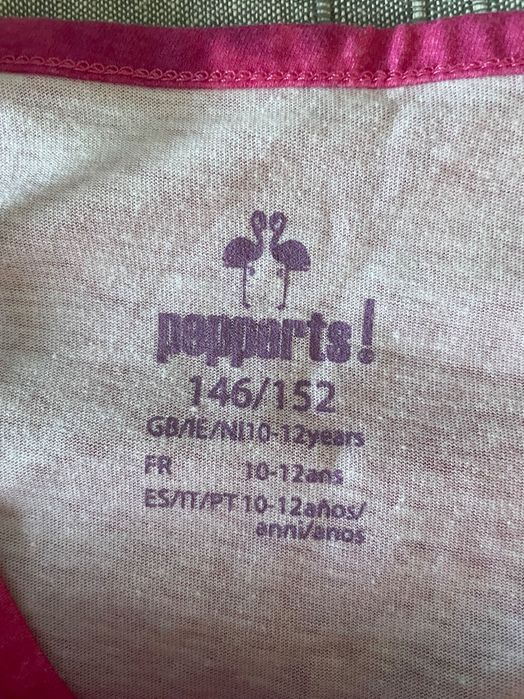 pepperts!
146/152
GB/IE/NI 10-12years
FR 10-12ans
ES/IT/PT 10-12años/
anni/anos